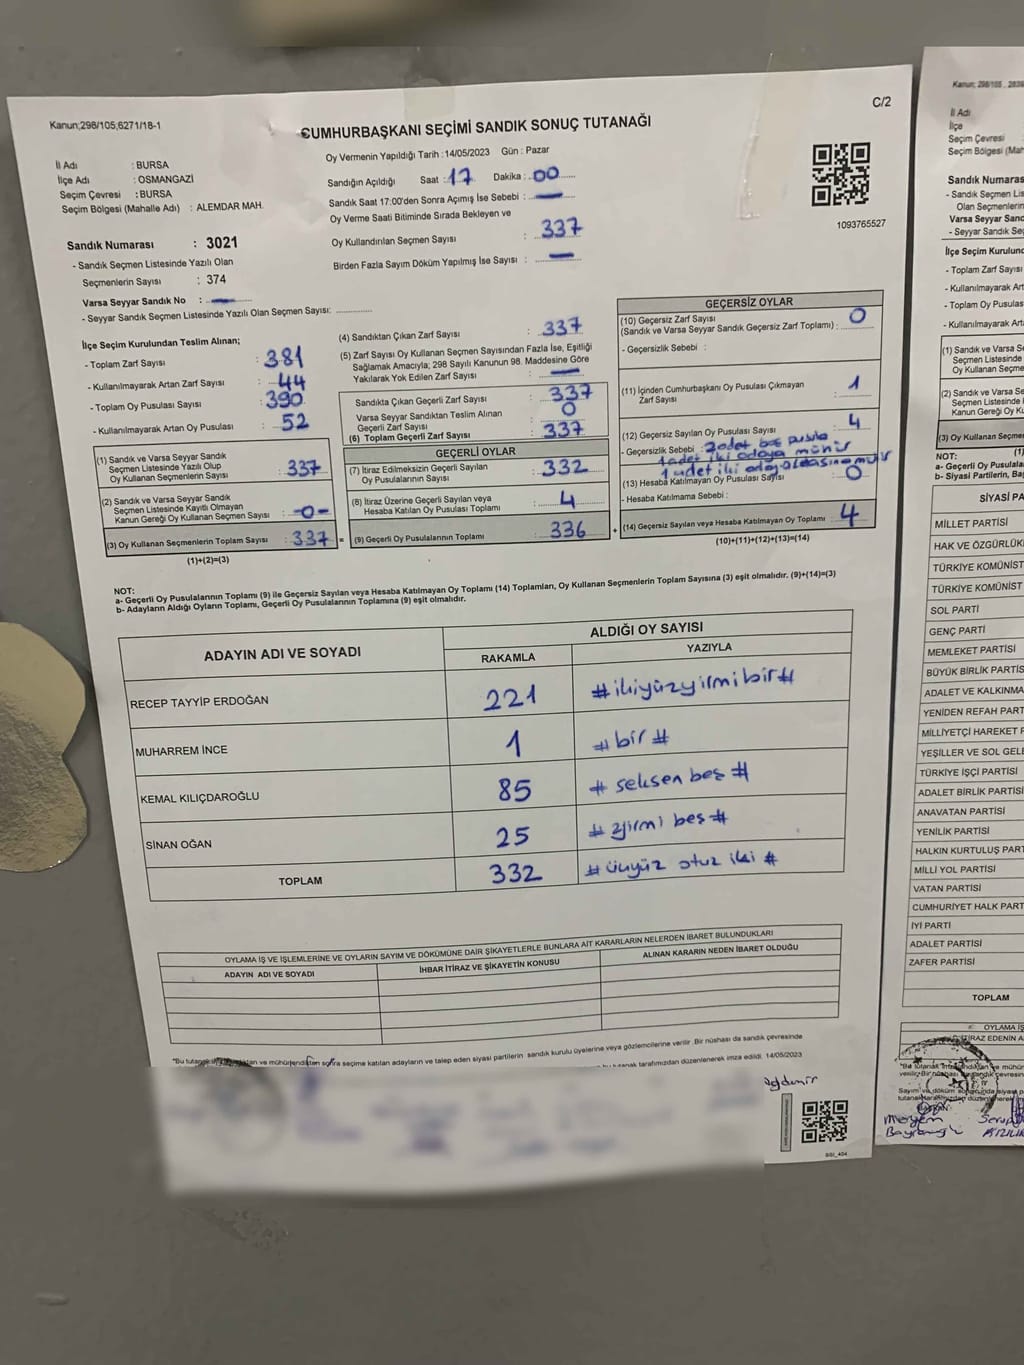 Kanun;298/105;6271/18-1
C/2
CUMHURBAŞKANI SEÇİMİ SANDIK SONUÇ TUTANAĞI
İl Adı : BURSA
İlçe Adı : OSMANGAZİ
Seçim Çevresi : BURSA
Seçim Bölgesi (Mahalle Adı) : ALEMDAR MAH.
Sandık Numarası : 3021
- Sandık Seçmen Listesinde Yazılı Olan
Seçmenlerin Sayısı : 374
Varsa Seyyar Sandık No : —
- Seyyar Sandık Seçmen Listesinde Yazılı Olan Seçmen Sayısı:
Oy Vermenin Yapıldığı Tarih : 14/05/2023 Gün : Pazar
Sandığın Açıldığı Saat : 17 Dakika : 00
Sandık Saat 17:00'den Sonra Açımış İse Sebebi : —
Oy Verme Saati Bitiminde Sırada Bekleyen ve
Oy Kullandırılan Seçmen Sayısı : 337
Birden Fazla Sayım Döküm Yapılmış İse Sayısı : —
1093765527
İlçe Seçim Kurulundan Teslim Alınan;
- Toplam Zarf Sayısı : 381
- Kullanılmayarak Artan Zarf Sayısı : 44
- Toplam Oy Pusulası Sayısı : 390
- Kullanılmayarak Artan Oy Pusulası : 52
(1) Sandık ve Varsa Seyyar Sandık
Seçmen Listesinde Yazılı Olup
Oy Kullanan Seçmenlerin Sayısı : 337
(2) Sandık ve Varsa Seyyar Sandık
Seçmen Listesinde Kayıtlı Olmayan
Kanun Gereği Oy Kullanan Seçmen Sayısı : -0-
(3) Oy Kullanan Seçmenlerin Toplam Sayısı : 337 =
(1)+(2)=(3)
(4) Sandıktan Çıkan Zarf Sayısı : 337
(5) Zarf Sayısı Oy Kullanan Seçmen Sayısından Fazla İse, Eşitliği
Sağlamak Amacıyla; 298 Sayılı Kanunun 98. Maddesine Göre
Yakılarak Yok Edilen Zarf Sayısı : —
Sandıkta Çıkan Geçerli Zarf Sayısı : 337
Varsa Seyyar Sandıktan Teslim Alınan
Geçerli Zarf Sayısı : 0
(6) Toplam Geçerli Zarf Sayısı : 337
GEÇERLİ OYLAR
(7) İtiraz Edilmeksizin Geçerli Sayılan
Oy Pusulasının Sayısı : 332
(8) İtiraz Üzerine Geçerli Sayılan veya
Hesaba Katılan Oy Pusulası Toplamı : 4
(9) Geçerli Oy Pusulalarının Toplamı : 336 +
GEÇERSİZ OYLAR
(10) Geçersiz Zarf Sayısı
(Sandık ve Varsa Seyyar Sandık Geçersiz Zarf Toplamı) : 0
- Geçersizlik Sebebi :
(11) İçinden Cumhurbaşkanı Oy Pusulası Çıkmayan
Zarf Sayısı : 1
(12) Geçersiz Sayılan Oy Pusulası Sayısı : 4
- Geçersizlik Sebebi : 2 adet boş pusula
1 adet iki adaya mühür
1 adet iki aday arasına mühür
(13) Hesaba Katılmayan Oy Pusulası Sayısı : 0
- Hesaba Katılmama Sebebi :
(14) Geçersiz Sayılan veya Hesaba Katılmayan Oy Toplamı : 4
(10)+(11)+(12)+(13)=(14)
NOT:
a- Geçerli Oy Pusulalarının Toplamı (9) ile Geçersiz Sayılan veya Hesaba Katılmayan Oy Toplamı (14) Toplamları, Oy Kullanan Seçmenlerin Toplam Sayısına (3) eşit olmalıdır. (9)+(14)=(3)
b- Adayların Aldığı Oyların Toplamı, Geçerli Oy Pusulalarının Toplamına (9) eşit olmalıdır.
ADAYIN ADI VE SOYADI
ALDIĞI OY SAYISI
RAKAMLA YAZIYLA
RECEP TAYYİP ERDOĞAN 221 #ikiyüzyirmibir#
MUHARREM İNCE 1 #bir#
KEMAL KILIÇDAROĞLU 85 #seksen beş#
SİNAN OĞAN 25 #yirmi beş#
TOPLAM 332 #üçyüz otuz iki#
OYLAMA İŞ VE İŞLEMLERİNE VE OYLARIN SAYIM VE DÖKÜMÜNE DAİR ŞİKAYETLERLE BUNLARA AİT KARARLARIN NELERDEN İBARET BULUNDUKLARI
ADAYIN ADI VE SOYADI İHBAR İTİRAZ VE ŞİKAYETİN KONUSU ALINAN KARARIN NEDEN İBARET OLDUĞU
sonra seçime katılan adayların ve talep eden siyasi partilerin sandık kurulu üyelerine veya gözlemcilerine verilir. Bir nüshası da sandık çevresinde
tutanak tarafımızdan düzenlenerek imza edildi. 14/05/2023
İl Adı
İlçe
Seçim Çevresi
Seçim Bölgesi (Mah
Sandık Numaras
- Sandık Seçmen Lis
Olan Seçmenlerin
Varsa Seyyar Sand
- Seyyar Sandık Seç
İlçe Seçim Kurulunc
- Toplam Zarf Sayısı
- Kullanılmayarak Art
- Toplam Oy Pusulas
- Kullanılmayarak Art
(1) Sandık ve Varsa S
Seçmen Listesinde
Oy Kullanan Seçme
(2) Sandık ve Varsa S
Seçmen Listesinde
Kanun Gereği Oy K
(3) Oy Kullanan Seçmen
NOT:
a- Geçerli Oy Pusulala
b- Siyasi Partilerin, Ba
SİYASİ PA
MİLLET PARTİSİ
HAK VE ÖZGÜRLÜK
TÜRKİYE KOMÜNİST
TÜRKİYE KOMÜNİST
SOL PARTİ
GENÇ PARTİ
MEMLEKET PARTİSİ
BÜYÜK BİRLİK PARTİS
ADALET VE KALKINMA
YENİDEN REFAH PART
MİLLİYETÇİ HAREKET P
YEŞİLLER VE SOL GELE
TÜRKİYE İŞÇİ PARTİSİ
ADALET BİRLİK PARTİSİ
ANAVATAN PARTİSİ
YENİLİK PARTİSİ
HALKIN KURTULUŞ PART
MİLLİ YOL PARTİSİ
VATAN PARTİSİ
CUMHURİYET HALK PART
İYİ PARTİ
ADALET PARTİSİ
ZAFER PARTİSİ
TOPLAM
OYLAMA İŞ
İTİRAZ EDENİN A
Meryem